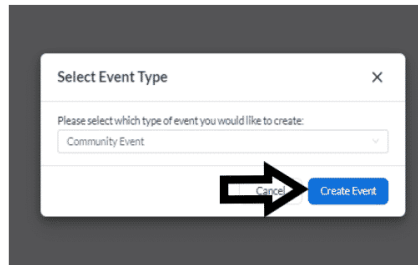 Select Event Type
Please select which type of event you would like to create:
Community Event
Cancel
Create Event